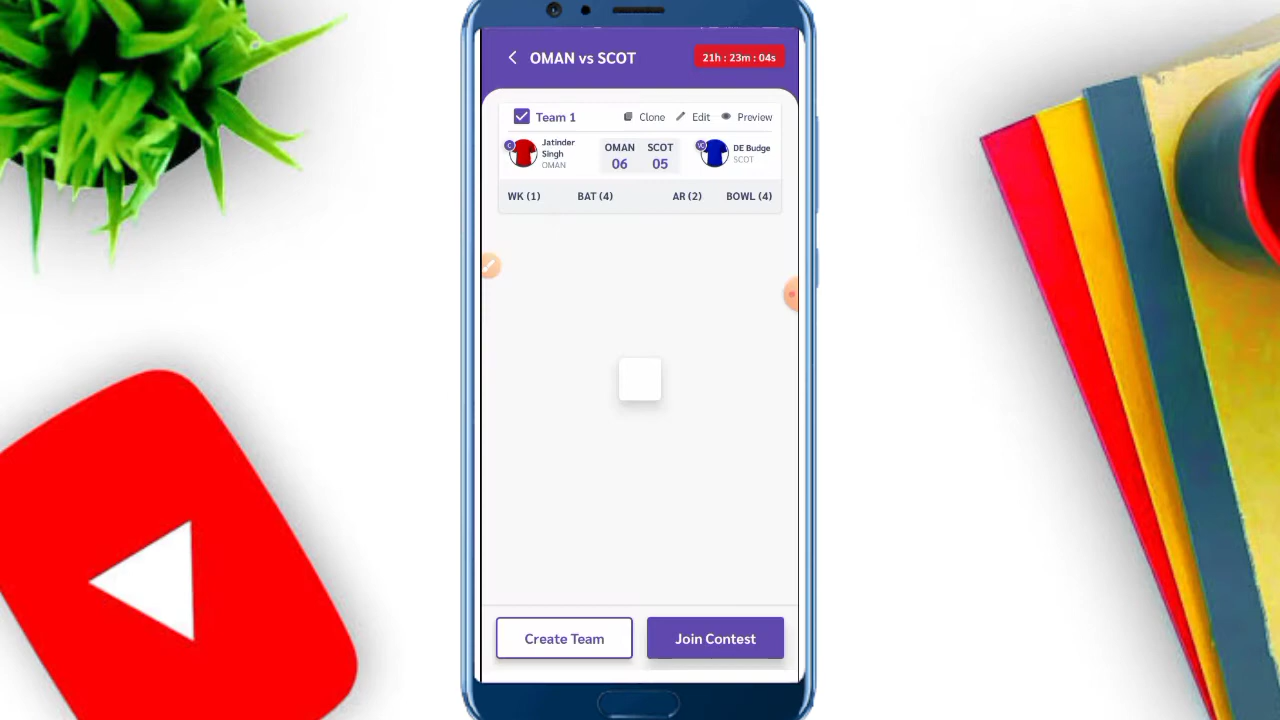 OMAN vs SCOT
21h : 23m : 04s
Team 1
Clone
Edit
Preview
C
Jatinder
Singh
OMAN
OMAN SCOT
06 05
VC
DE Budge
SCOT
WK (1)
BAT (4)
AR (2)
BOWL (4)
Create Team
Join Contest